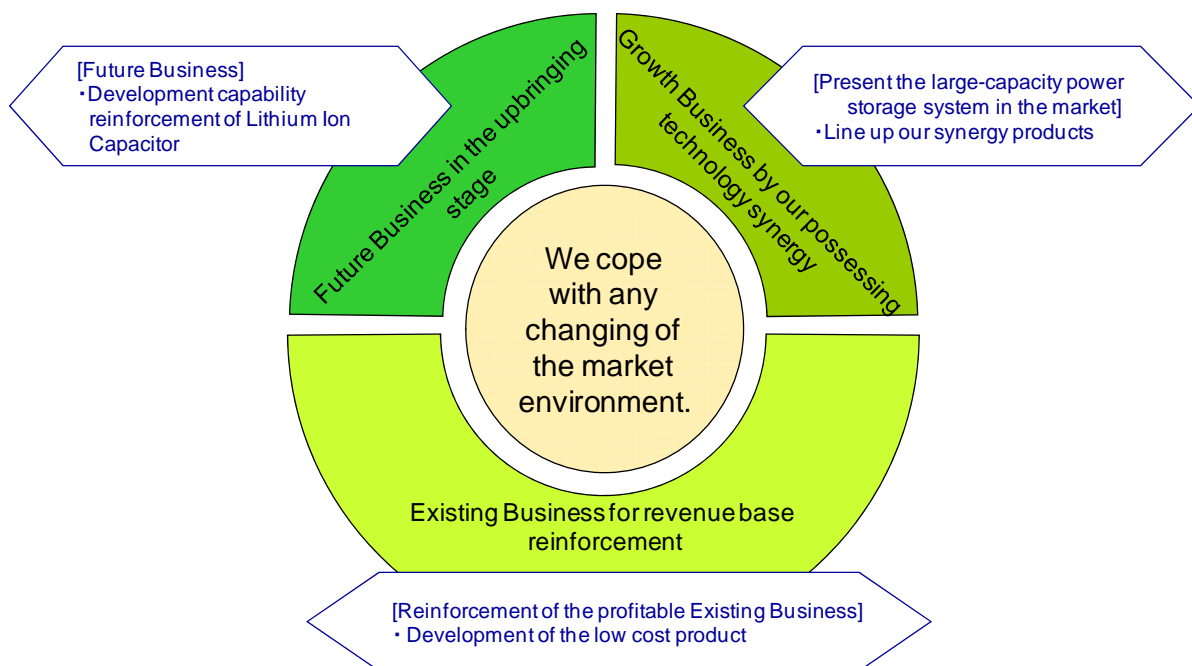 [Future Business]
・Development capability
reinforcement of Lithium Ion
Capacitor
Future Business in the upbringing
stage
Growth Business by our possessing
technology synergy
[Present the large-capacity power
storage system in the market]
・Line up our synergy products
We cope
with any
changing of
the market
environment.
Existing Business for revenue base
reinforcement
[Reinforcement of the profitable Existing Business]
・Development of the low cost product